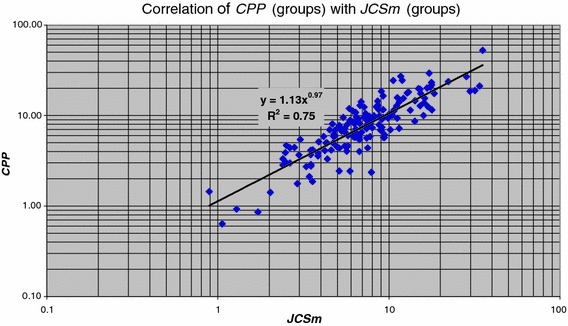 Correlation of CPP (groups) with JCSm (groups)
100.00
y = 1.13x^0.97
R² = 0.75
10.00
CPP
1.00
0.10
0.1 1 10 100
JCSm